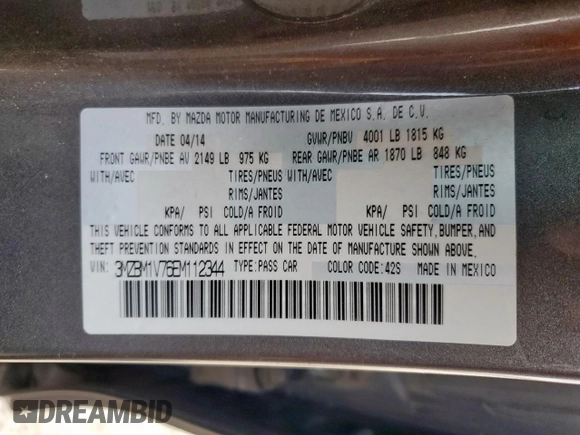 MFD. BY MAZDA MOTOR MANUFACTURING DE MEXICO S.A. DE C.V.
DATE 04/14 GVWR/PNBV 4001 LB 1815 KG
FRONT GAWR/PNBE AV 2149 LB 975 KG REAR GAWR/PNBE AR 1870 LB 848 KG
WITH/AVEC TIRES/PNEUS WITH/AVEC TIRES/PNEUS
RIMS/JANTES RIMS/JANTES
KPA/ PSI COLD/A FROID KPA/ PSI COLD/A FROID
THIS VEHICLE CONFORMS TO ALL APPLICABLE FEDERAL MOTOR VEHICLE SAFETY, BUMPER, AND
THEFT PREVENTION STANDARDS IN EFFECT ON THE DATE OF MANUFACTURE SHOWN ABOVE.
VIN: 3MZBM1V76EM112344 TYPE:PASS CAR COLOR CODE:42S MADE IN MEXICO
DREAMBID